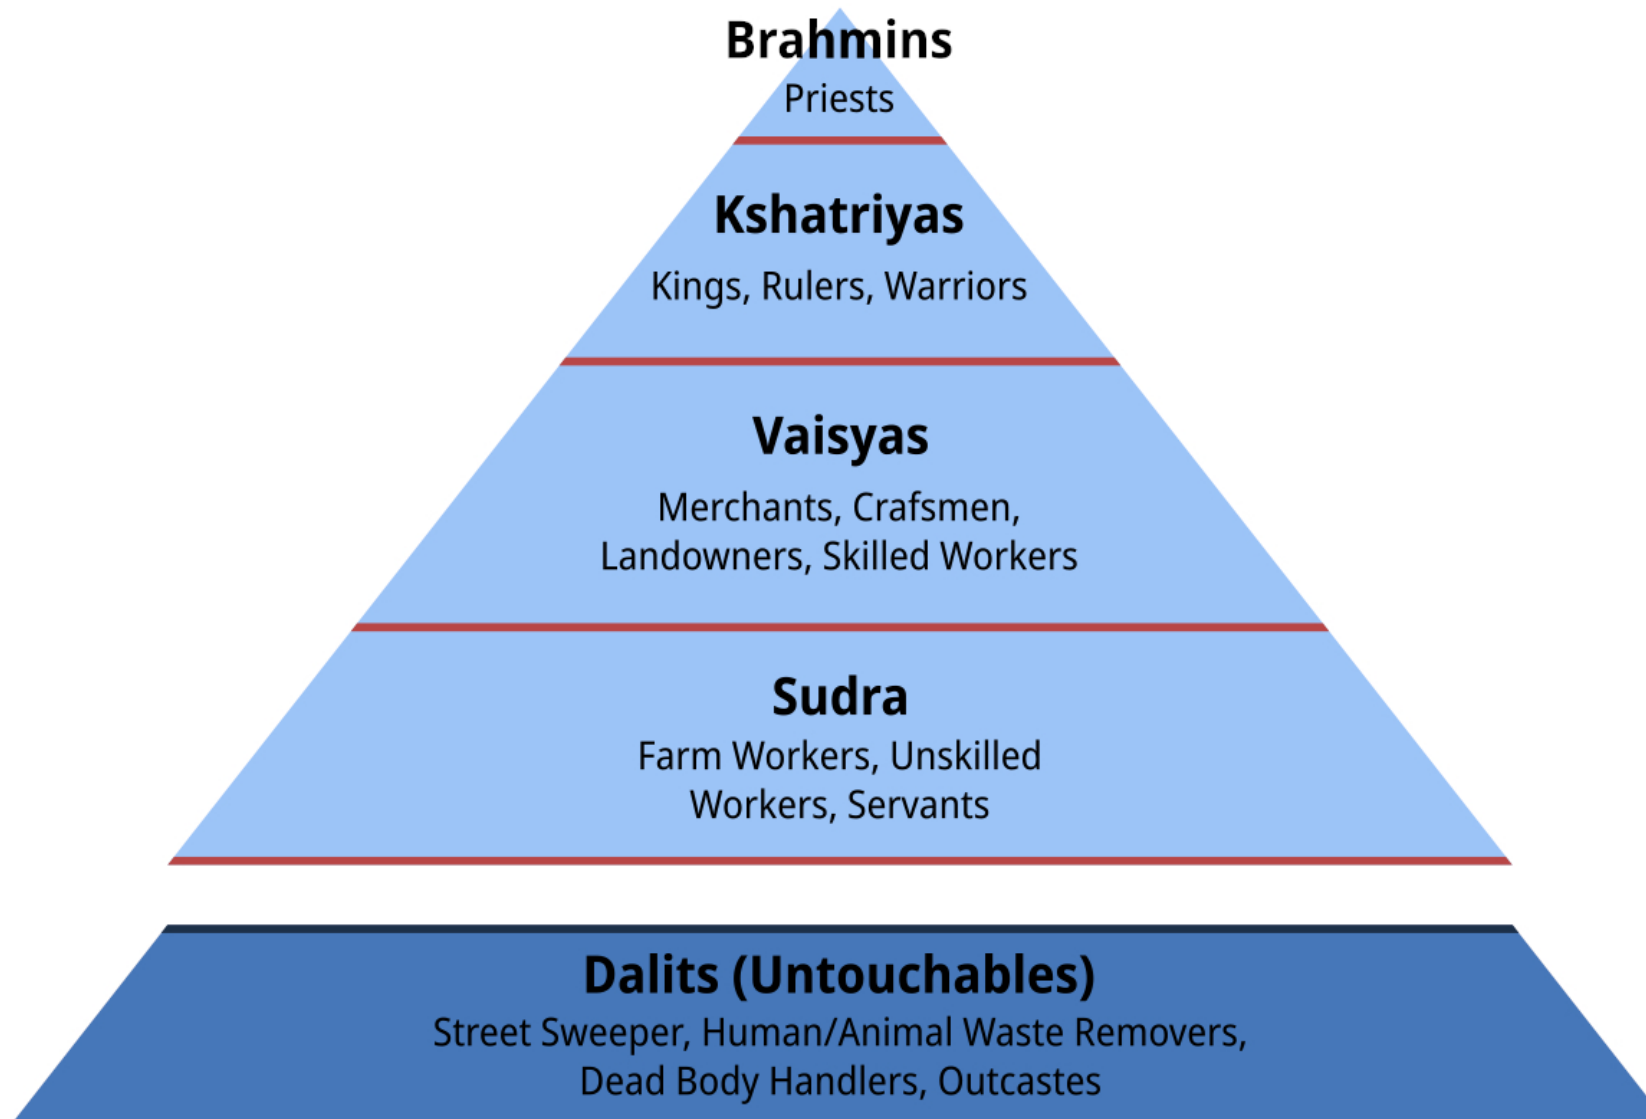 Brahmins
Priests
Kshatriyas
Kings, Rulers, Warriors
Vaisyas
Merchants, Crafsmen,
Landowners, Skilled Workers
Sudra
Farm Workers, Unskilled
Workers, Servants
Dalits (Untouchables)
Street Sweeper, Human/Animal Waste Removers,
Dead Body Handlers, Outcastes